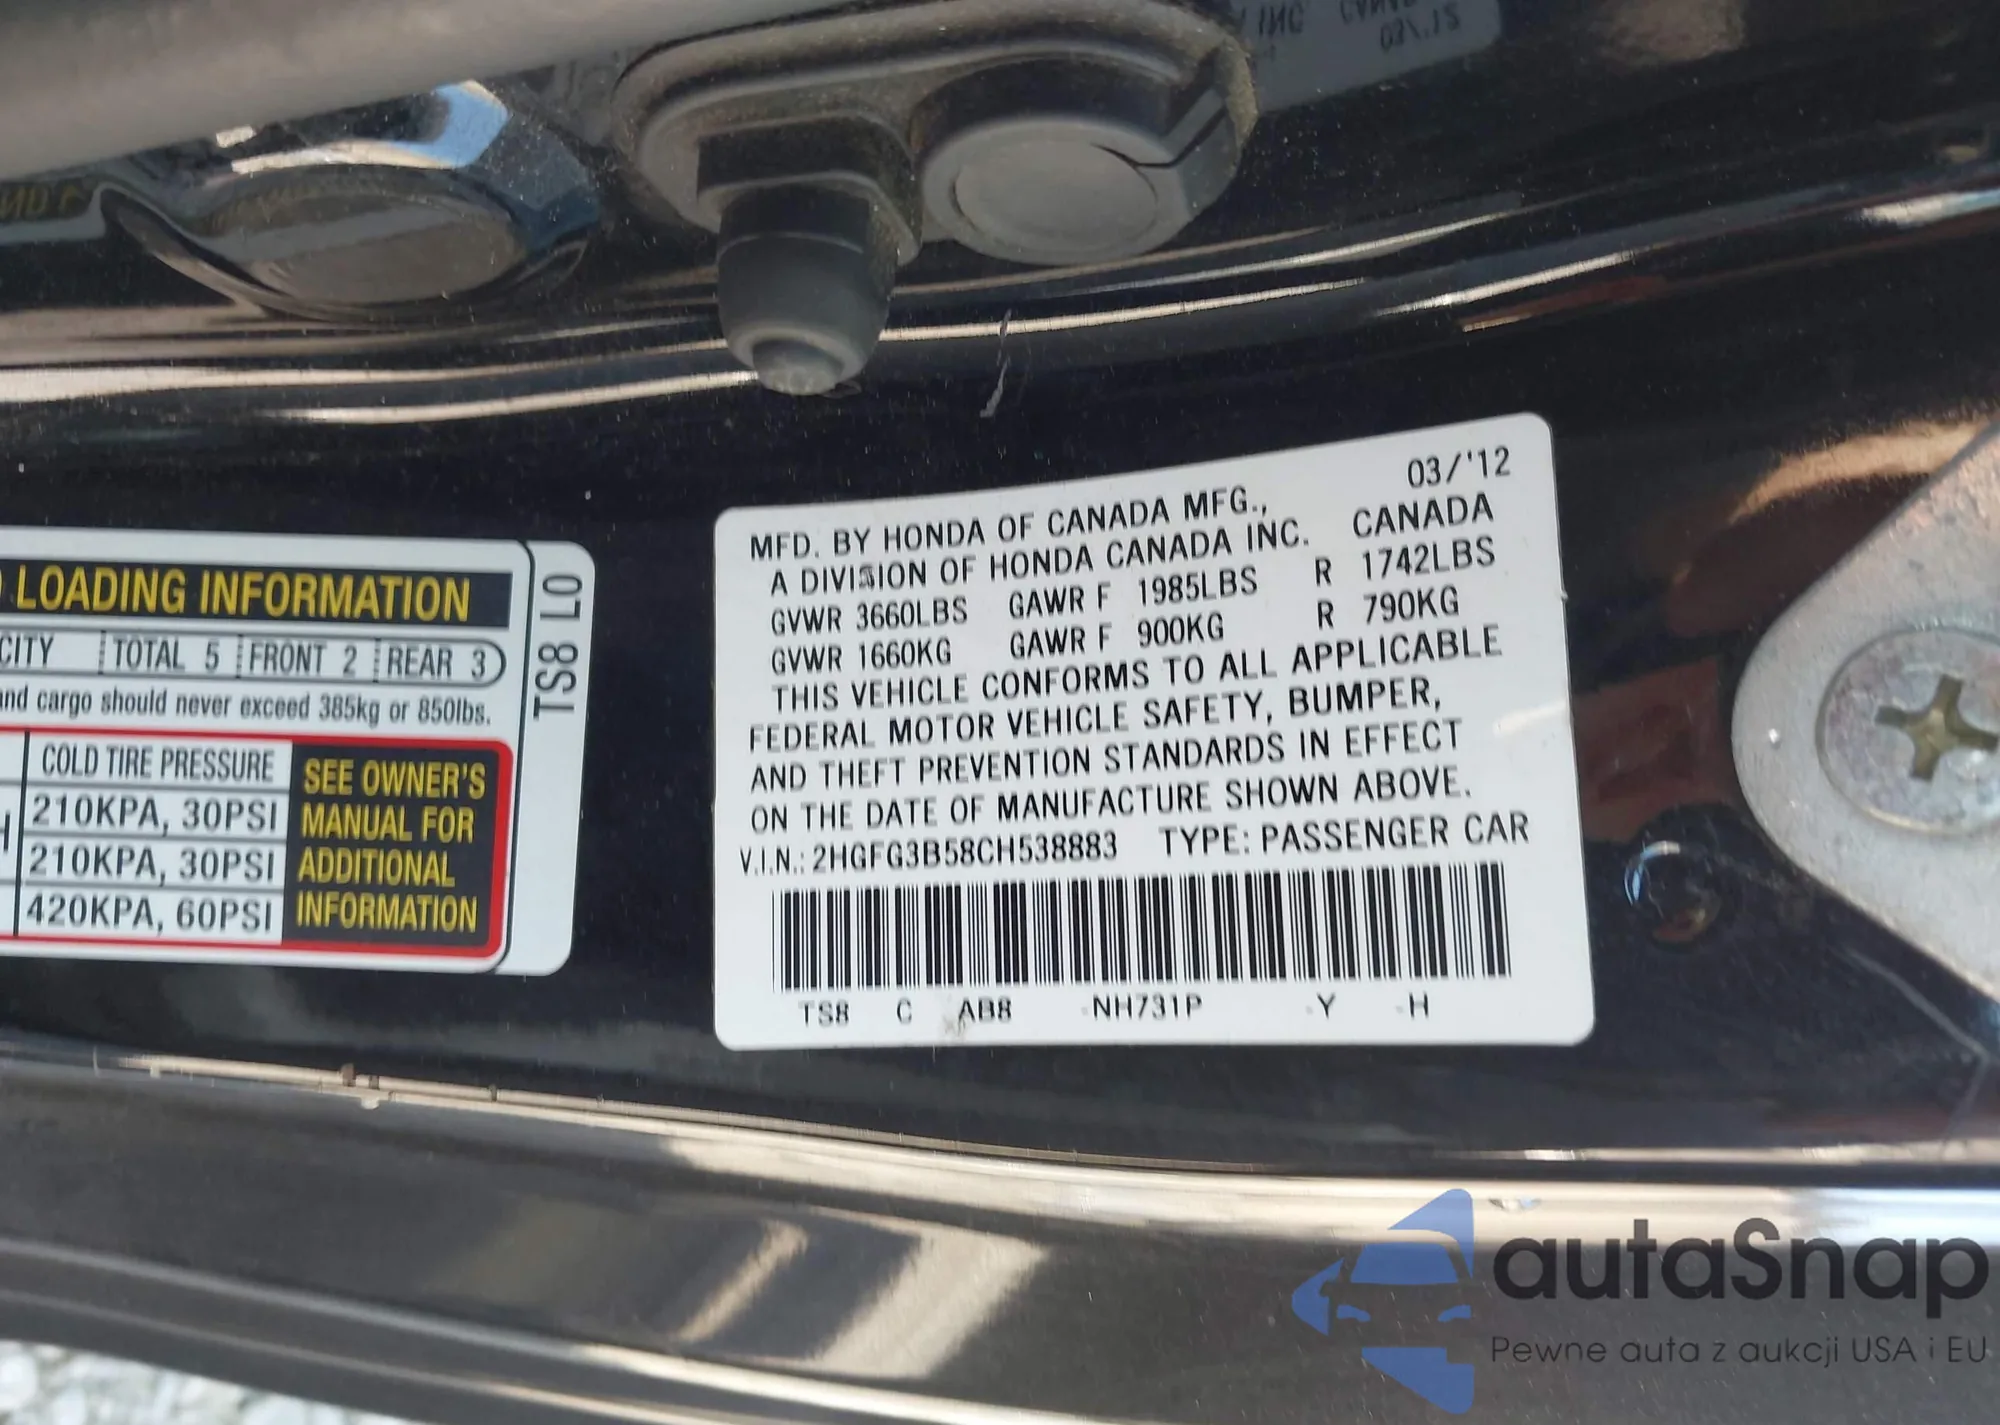 LOADING INFORMATION
CITY TOTAL 5 FRONT 2 REAR 3
and cargo should never exceed 385kg or 850lbs.
COLD TIRE PRESSURE
210KPA, 30PSI
210KPA, 30PSI
420KPA, 60PSI
SEE OWNER'S
MANUAL FOR
ADDITIONAL
INFORMATION
TS8 L0
03/'12
MFD. BY HONDA OF CANADA MFG.,
A DIVISION OF HONDA CANADA INC. CANADA
GVWR 3660LBS GAWR F 1985LBS R 1742LBS
GVWR 1660KG GAWR F 900KG R 790KG
THIS VEHICLE CONFORMS TO ALL APPLICABLE
FEDERAL MOTOR VEHICLE SAFETY, BUMPER,
AND THEFT PREVENTION STANDARDS IN EFFECT
ON THE DATE OF MANUFACTURE SHOWN ABOVE.
V.I.N.: 2HGFG3B58CH538883 TYPE: PASSENGER CAR
TS8 C AB8 -NH731P -Y -H
autaSnap
Pewne auta z aukcji USA i EU